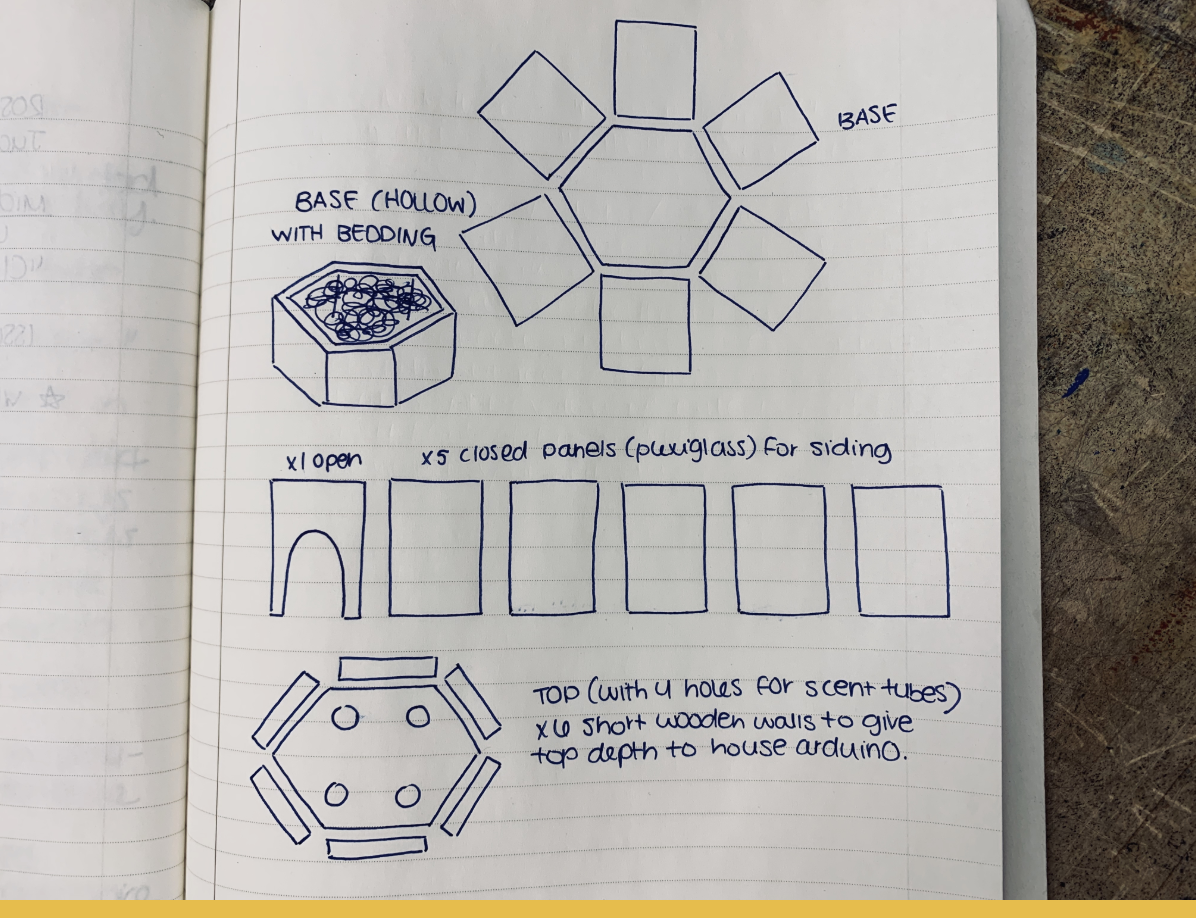 BASE
BASE (HOLLOW)
WITH BEDDING
x1 open
x5 closed panels (plexiglass) for siding
TOP (with 4 holes for scent tubes)
x6 short wooden walls to give
top depth to house arduino.